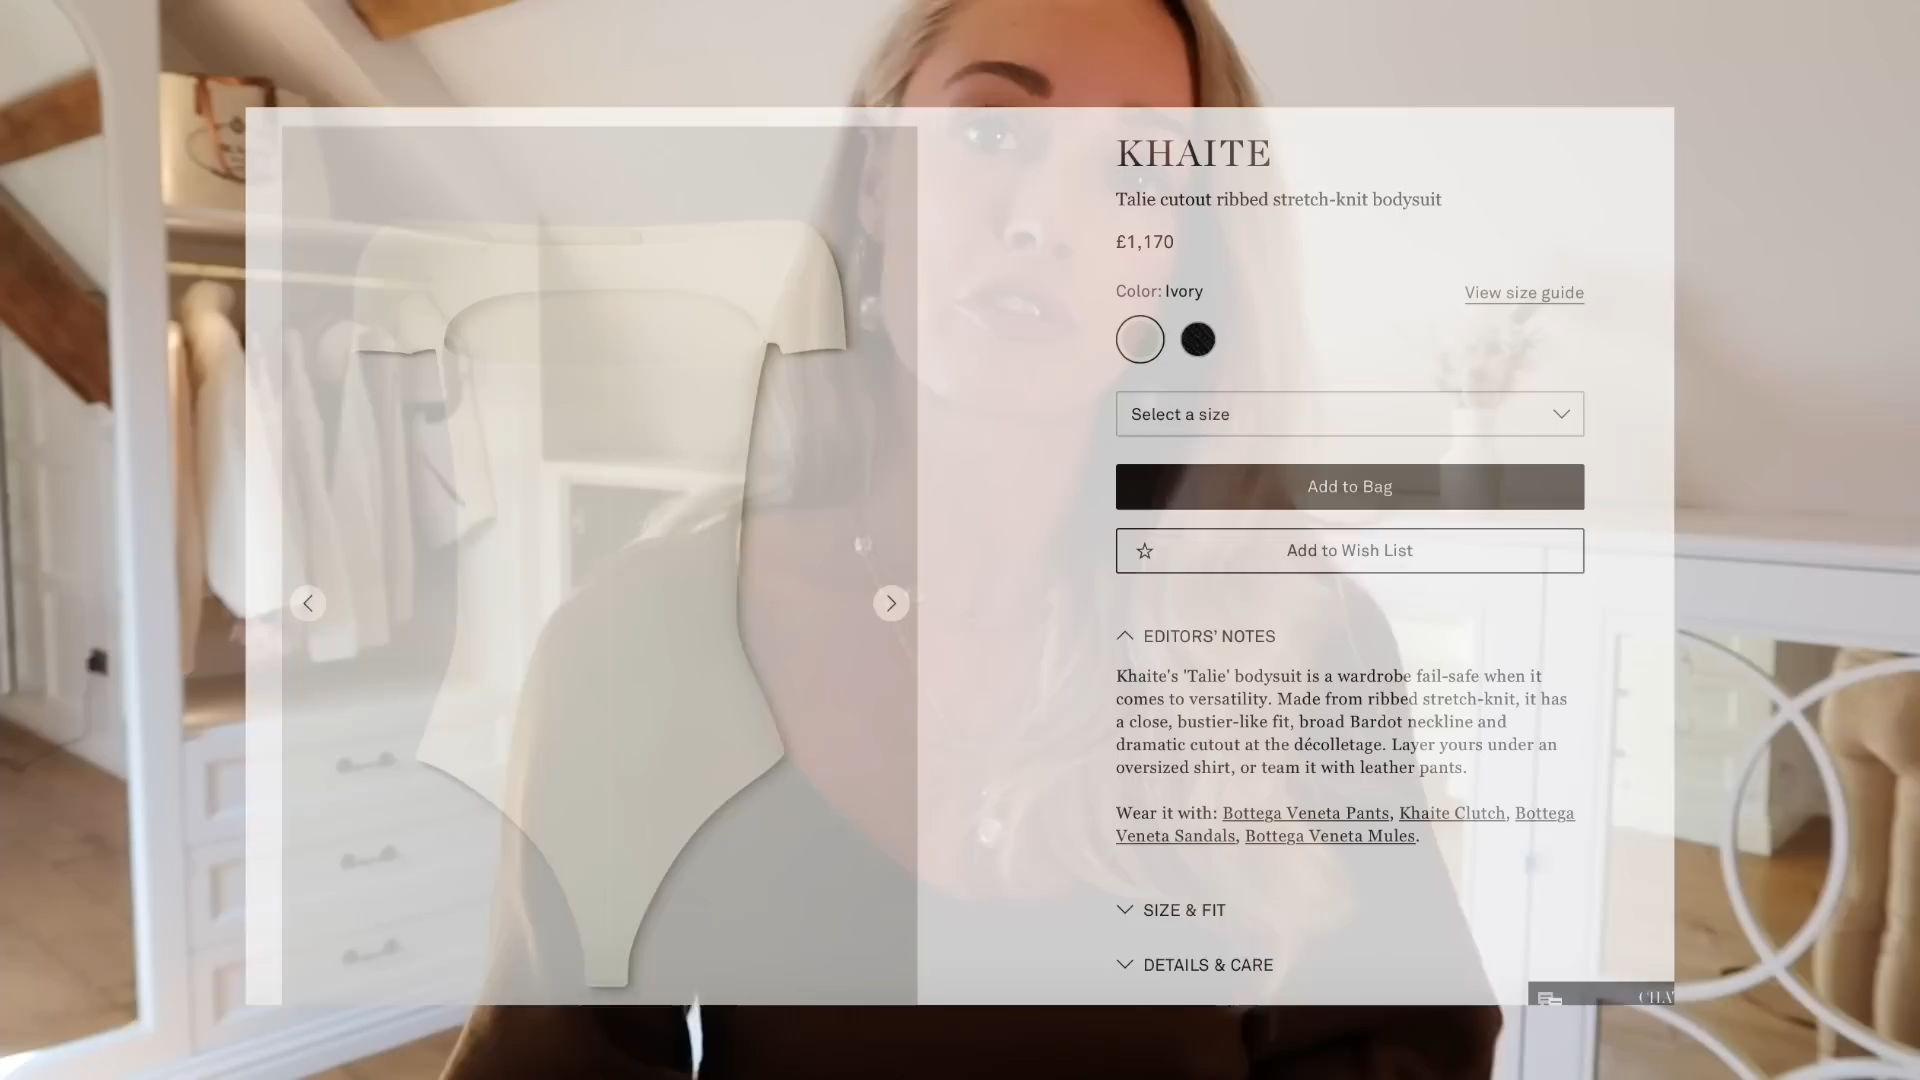 KHAITE
Talie cutout ribbed stretch-knit bodysuit
£1,170
Color: Ivory
View size guide
Select a size
Add to Bag
Add to Wish List
EDITORS' NOTES
Khaite's 'Talie' bodysuit is a wardrobe fail-safe when it
comes to versatility. Made from ribbed stretch-knit, it has
a close, bustier-like fit, broad Bardot neckline and
dramatic cutout at the décolletage. Layer yours under an
oversized shirt, or team it with leather pants.
Wear it with: Bottega Veneta Pants, Khaite Clutch, Bottega
Veneta Sandals, Bottega Veneta Mules.
SIZE & FIT
DETAILS & CARE